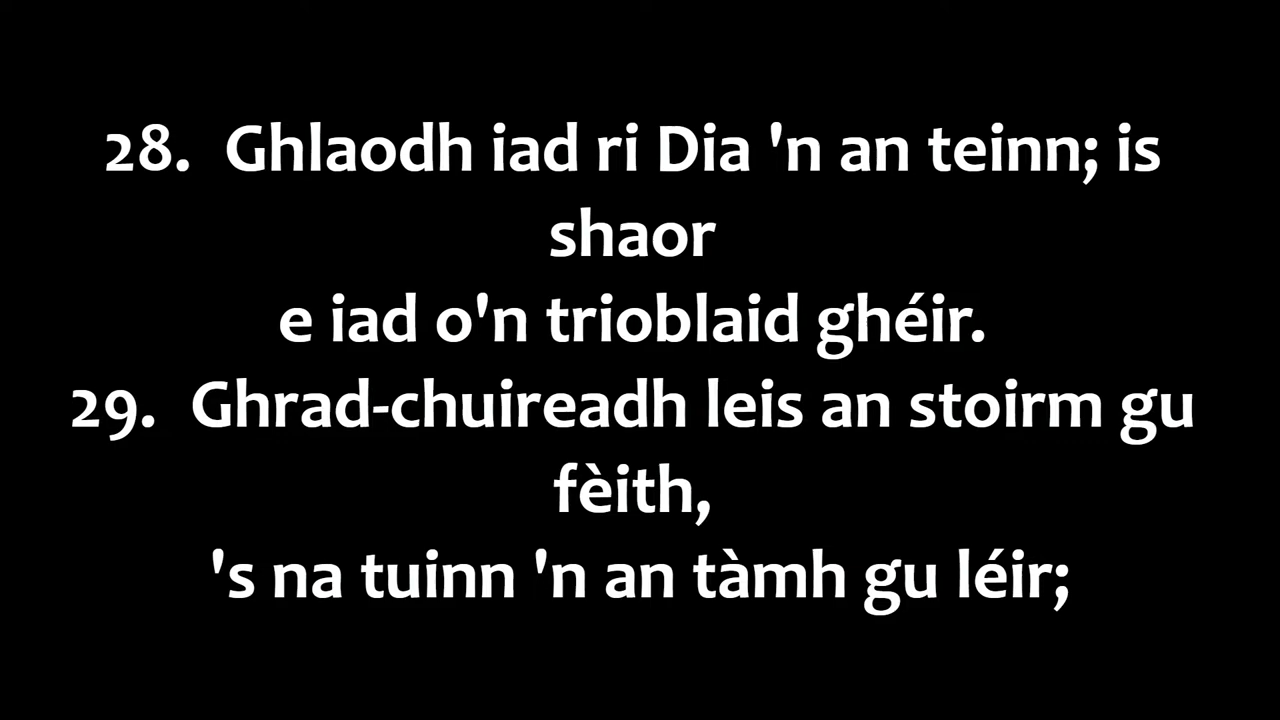 28.  Ghlaodh iad ri Dia 'n an teinn; is
shaor
e iad o'n trioblaid ghéir.
29.  Ghrad-chuireadh leis an stoirm gu
fèith,
's na tuinn 'n an tàmh gu léir;